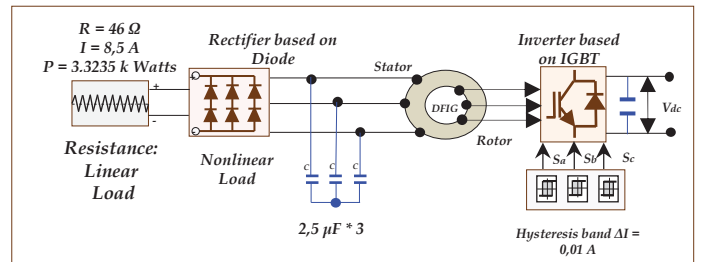 R = 46 Ω
I = 8,5 A
P = 3.3235 k Watts
+
-
Resistance:
Linear
Load
Rectifier based on
Diode
+
-
Nonlinear
Load
Stator
c
c
c
2,5 µF * 3
DFIG
Rotor
Inverter based
on IGBT
Vdc
Sa
Sb
Sc
Hysteresis band ΔI =
0,01 A